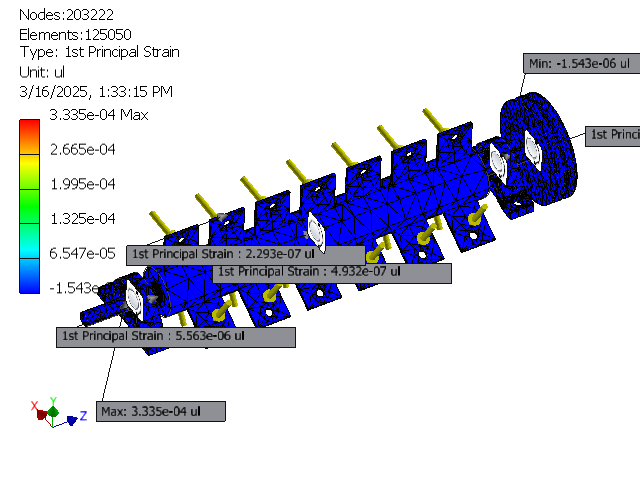 Nodes:203222
Elements:125050
Type: 1st Principal Strain
Unit: ul
3/16/2025, 1:33:15 PM
3.335e-04 Max
2.665e-04
1.995e-04
1.325e-04
6.547e-05
-1.543e
Min: -1.543e-06 ul
1st Princi
1st Principal Strain : 2.293e-07 ul
1st Principal Strain : 4.932e-07 ul
1st Principal Strain : 5.563e-06 ul
Max: 3.335e-04 ul
X Y Z